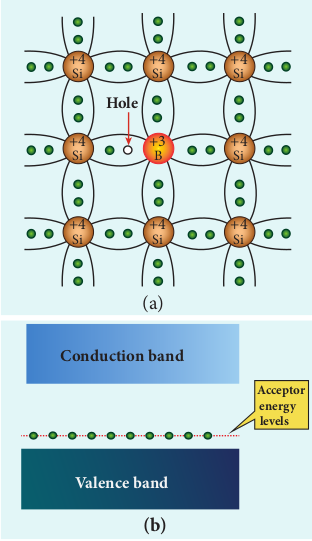 +4 +4 +4
Si Si Si
Hole
+4 +3 +4
Si B Si
+4 +4 +4
Si Si Si
(a)
Conduction band
Acceptor
energy
levels
Valence band
(b)